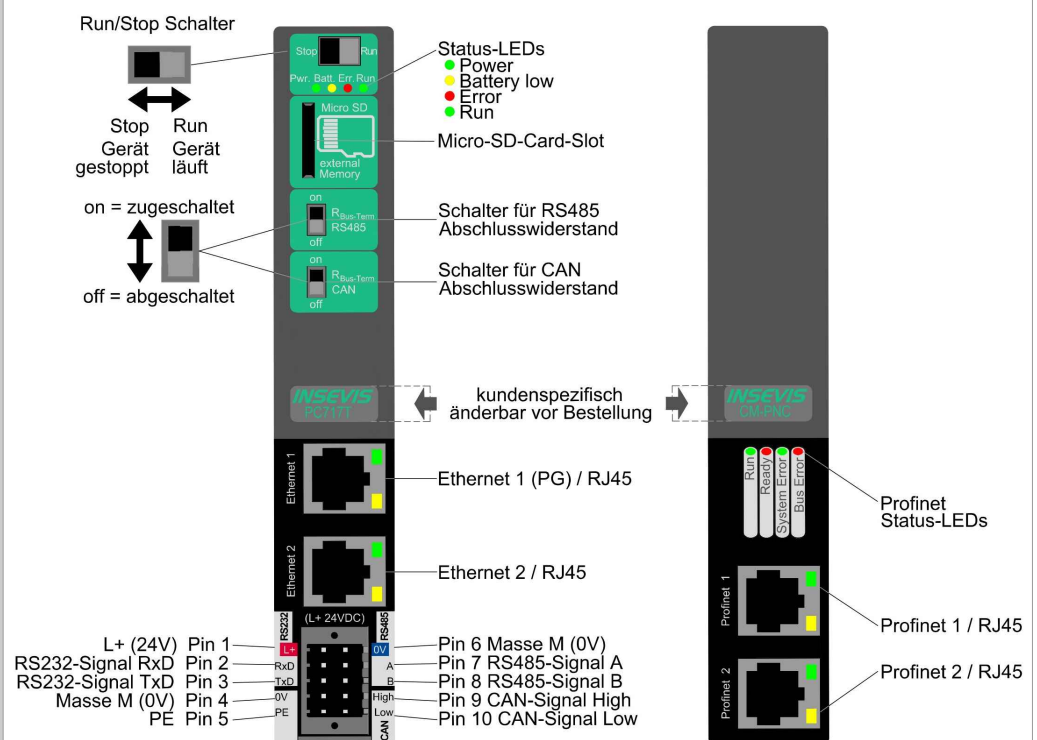 Run/Stop Schalter
Stop Run
Gerät Gerät
gestoppt läuft
on = zugeschaltet
off = abgeschaltet
Stop Run
Pwr. Batt. Err. Run
Micro SD
external
Memory
on
R Bus-Term
RS485
off
on
R Bus-Term
CAN
off
Status-LEDs
Power
Battery low
Error
Run
Micro-SD-Card-Slot
Schalter für RS485
Abschlusswiderstand
Schalter für CAN
Abschlusswiderstand
INSEVIS
PC717T
kundenspezifisch
änderbar vor Bestellung
INSEVIS
CM-PNC
Ethernet 1
Ethernet 1 (PG) / RJ45
Ethernet 2
Ethernet 2 / RJ45
Run
Ready
System Error
Bus Error
Profinet
Status-LEDs
Profinet 1
Profinet 1 / RJ45
Profinet 2
Profinet 2 / RJ45
RS232
(L+ 24VDC)
RS485
L+ (24V) Pin 1
RS232-Signal RxD Pin 2
RS232-Signal TxD Pin 3
Masse M (0V) Pin 4
PE Pin 5
L+
RxD
TxD
0V
PE
0V
A
B
High
Low
CAN
Pin 6 Masse M (0V)
Pin 7 RS485-Signal A
Pin 8 RS485-Signal B
Pin 9 CAN-Signal High
Pin 10 CAN-Signal Low